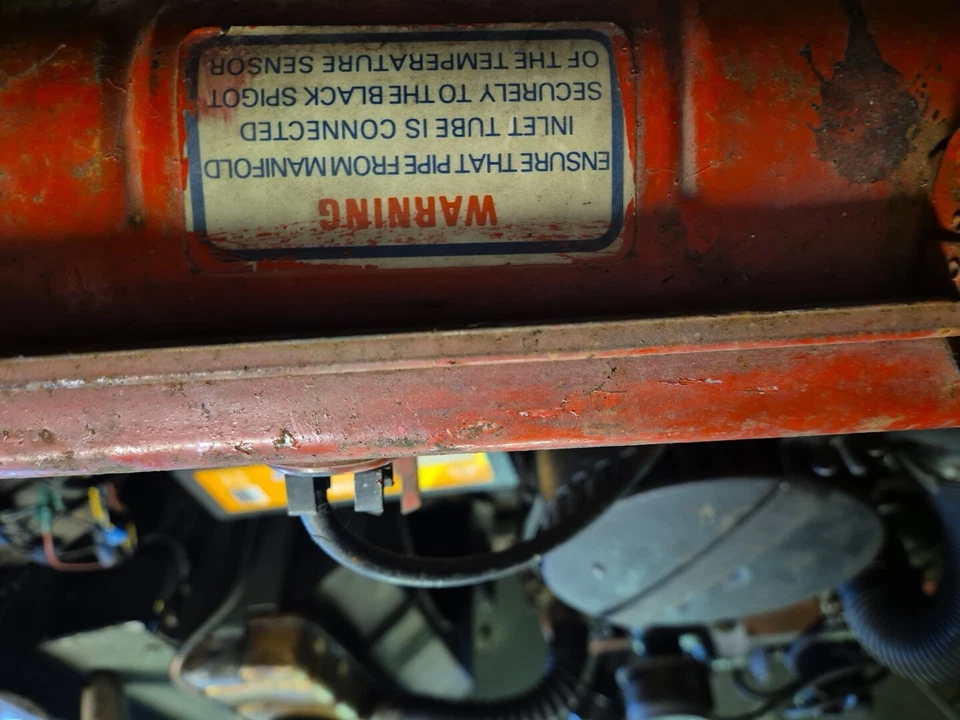 WARNING
ENSURE THAT PIPE FROM MANIFOLD
INLET TUBE IS CONNECTED
SECURELY TO THE BLACK SPIGOT
OF THE TEMPERATURE SENSOR